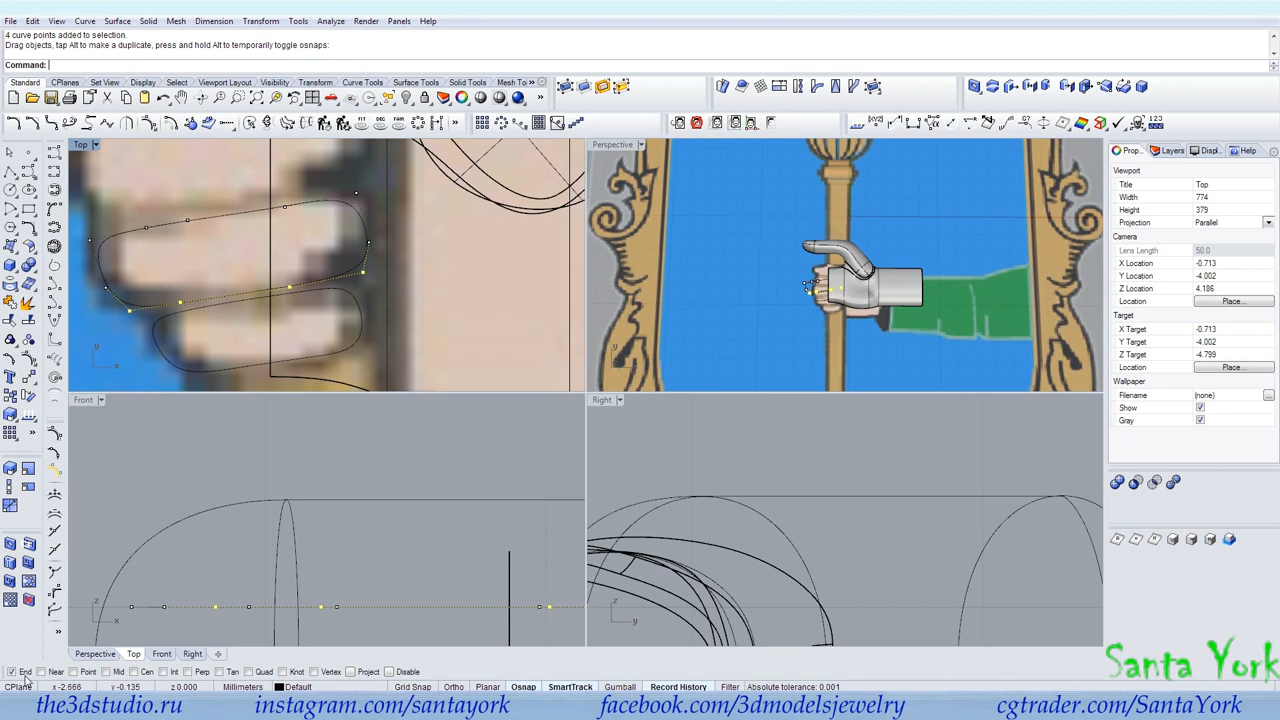 File Edit View Curve Surface Solid Mesh Dimension Transform Tools Analyze Render Panels Help
4 curve points added to selection.
Drag objects, tap Alt to make a duplicate, press and hold Alt to temporarily toggle osnaps:
Command:
Standard CPlanes Set View Display Select Viewport Layout Visibility Transform Curve Tools Surface Tools Solid Tools Mesh To
Top
Perspective
Front
Right
Prop... Layers Displ... Help
Viewport
Title Top
Width 774
Height 379
Projection Parallel
Camera
Lens Length 50.0
X Location -0.713
Y Location -4.002
Z Location 4.186
Location Place...
Target
X Target -0.713
Y Target -4.002
Z Target -4.799
Location Place...
Wallpaper
Filename (none) ...
Show
Gray
Perspective Top Front Right
End Near Point Mid Cen Int Perp Tan Quad Knot Vertex Project Disable
CPlane x -2.666 y -0.135 z 0.000 Millimeters Default Grid Snap Ortho Planar Osnap SmartTrack Gumball Record History Filter Absolute tolerance: 0.001
Santa York
the3dstudio.ru instagram.com/santayork facebook.com/3dmodelsjewelry cgtrader.com/SantaYork